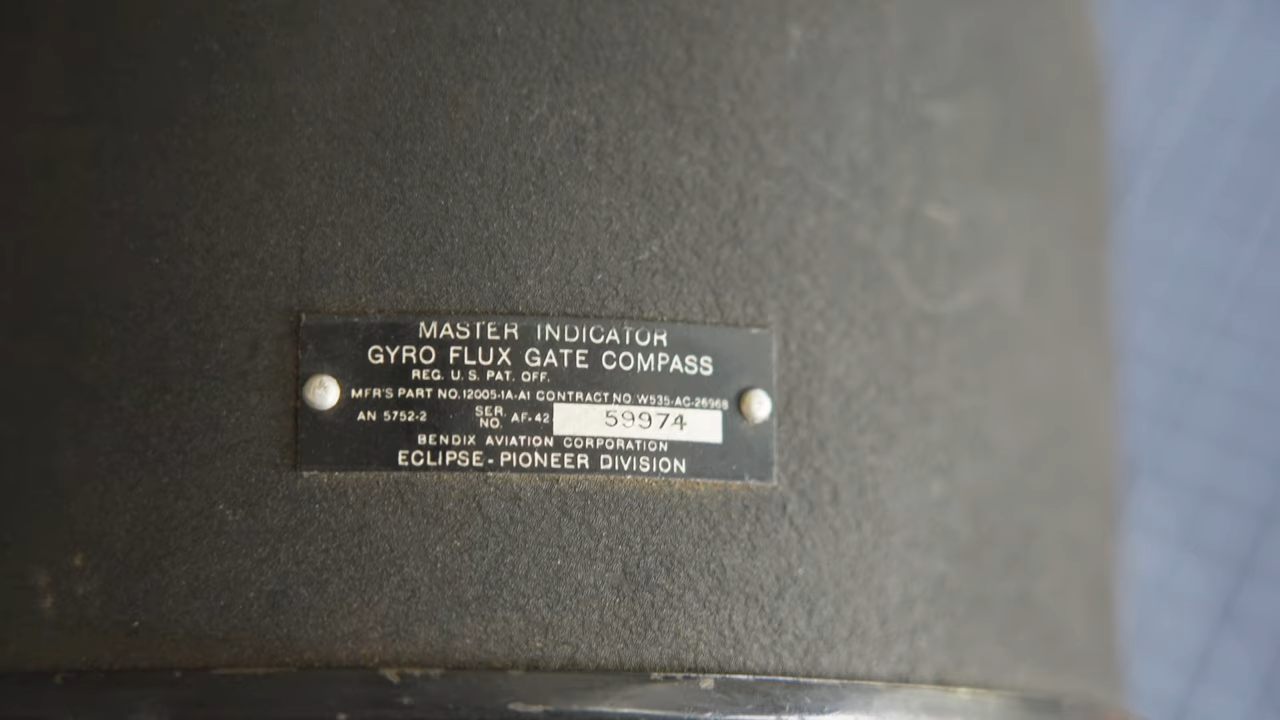 MASTER INDICATOR
GYRO FLUX GATE COMPASS
REG. U.S. PAT. OFF.
MFR'S PART NO. 12005-1A-A1 CONTRACT NO. W535-AC-26968
AN 5752-2 SER. NO. AF-42 59974
BENDIX AVIATION CORPORATION
ECLIPSE-PIONEER DIVISION